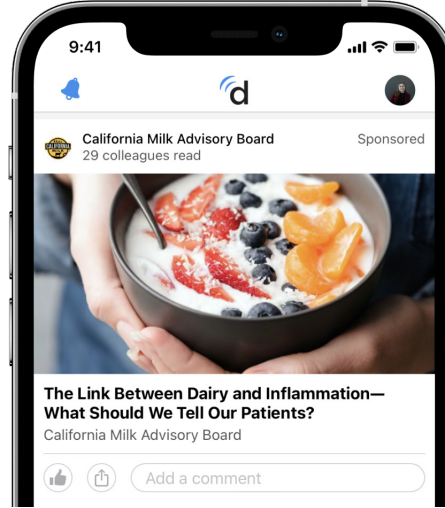 9:41
d
California Milk Advisory Board
Sponsored
29 colleagues read
CALIFORNIA
The Link Between Dairy and Inflammation—
What Should We Tell Our Patients?
California Milk Advisory Board
Add a comment